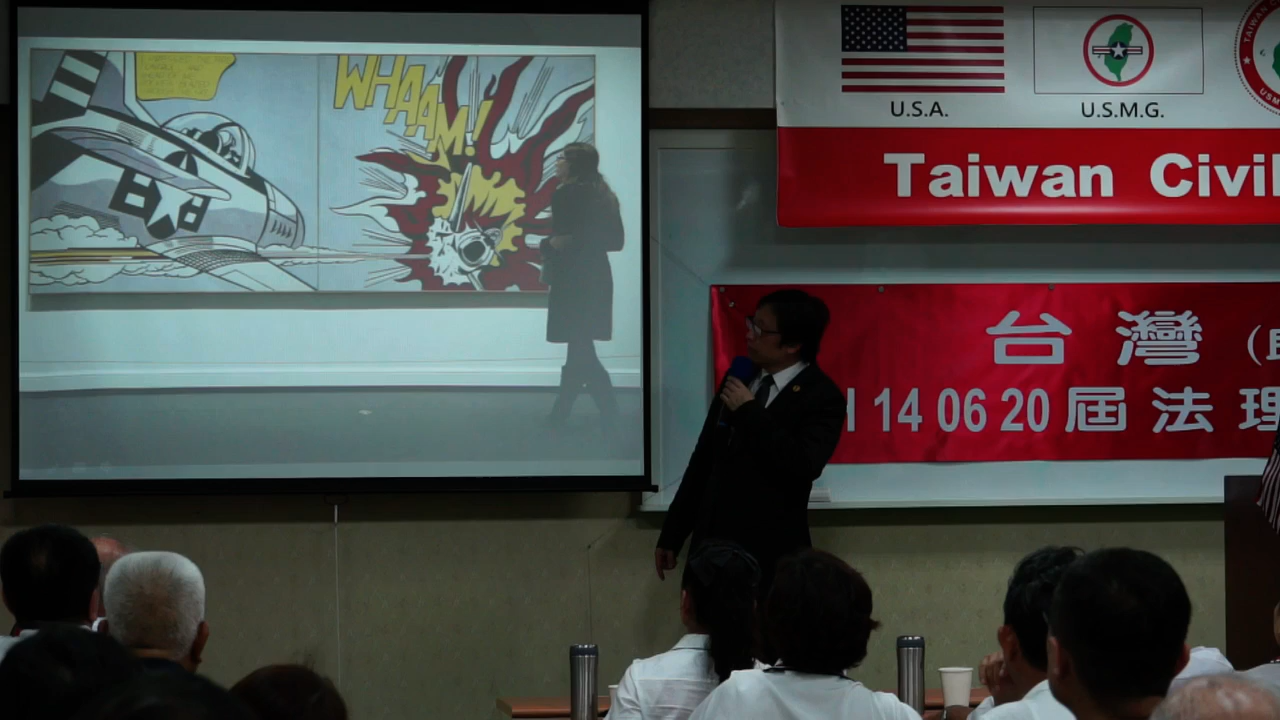 WHAAM!
U.S.A.
U.S.M.G.
Taiwan Civil
台灣
14 06 20 屆法理